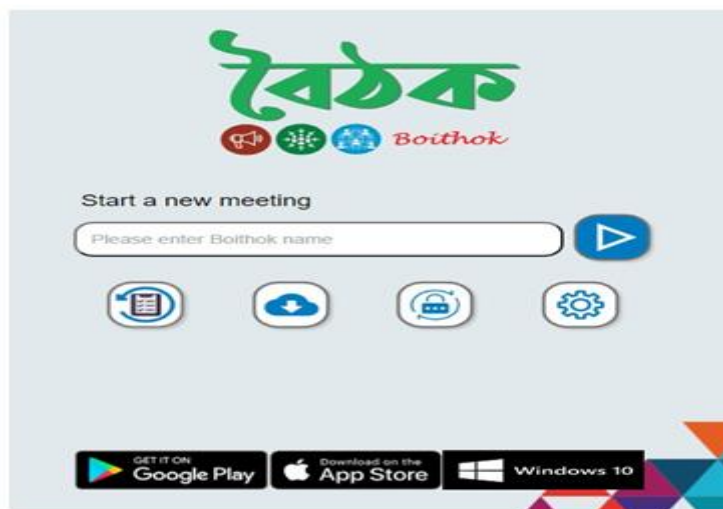 বৈঠক
Boithok
Start a new meeting
Please enter Boithok name
GET IT ON
Google Play
Download on the
App Store
Windows 10